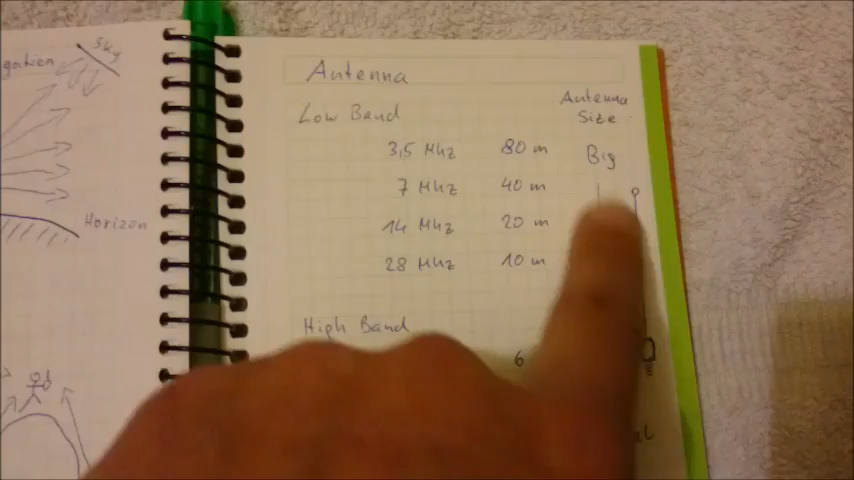 Sky
Horizon
Antenna
Low Band
Antenna
Size
3,5 MHz 80 m Big
7 MHz 40 m
14 MHz 20 m
28 MHz 10 m
High Band
6